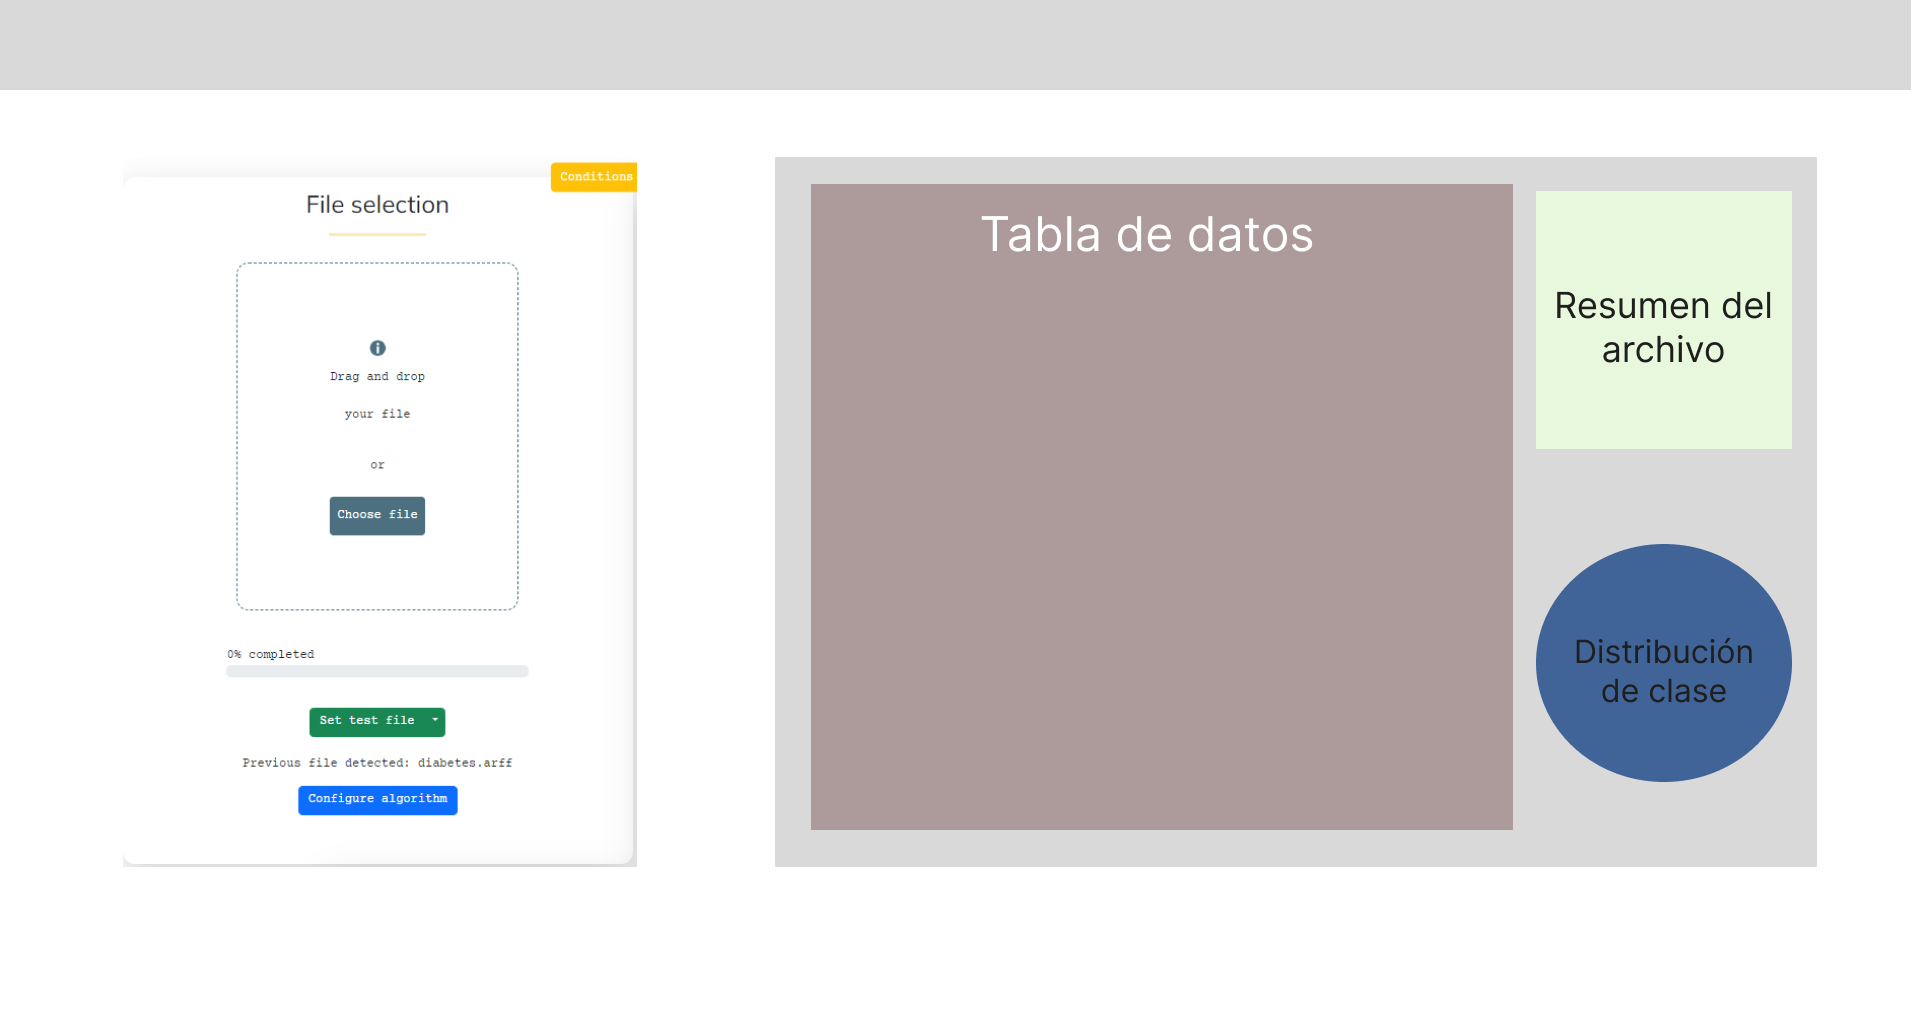 Conditions
File selection
Drag and drop
your file
or
Choose file
0% completed
Set test file
Previous file detected: diabetes.arff
Configure algorithm
Tabla de datos
Resumen del
archivo
Distribución
de clase